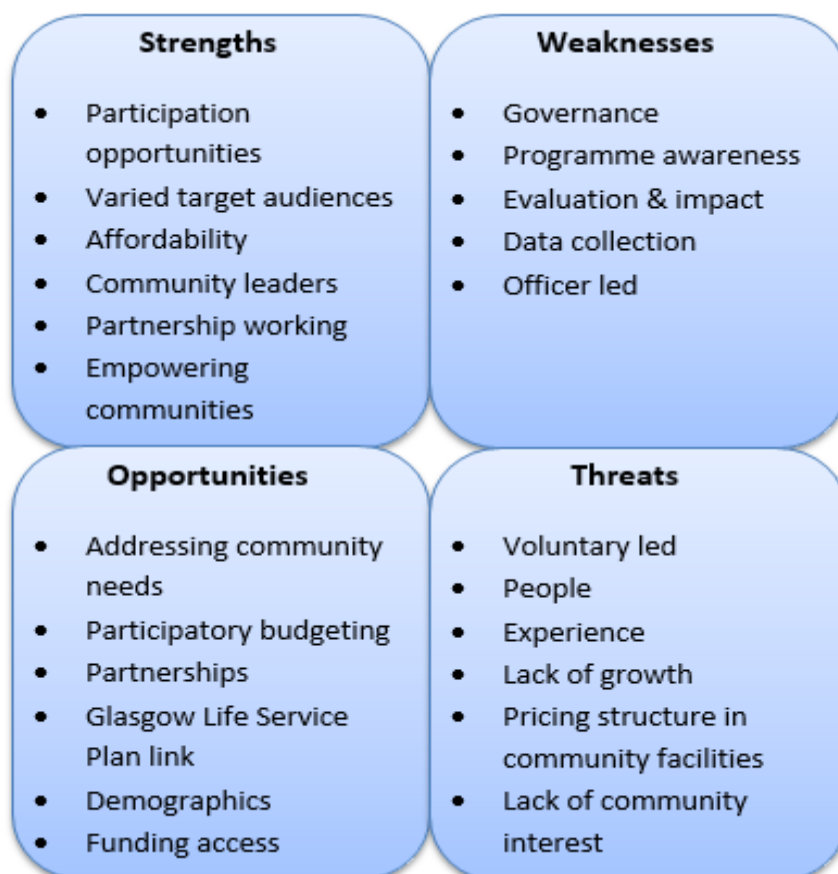 Strengths
• Participation
opportunities
• Varied target audiences
• Affordability
• Community leaders
• Partnership working
• Empowering
communities
Weaknesses
• Governance
• Programme awareness
• Evaluation & impact
• Data collection
• Officer led
Opportunities
• Addressing community
needs
• Participatory budgeting
• Partnerships
• Glasgow Life Service
Plan link
• Demographics
• Funding access
Threats
• Voluntary led
• People
• Experience
• Lack of growth
• Pricing structure in
community facilities
• Lack of community
interest